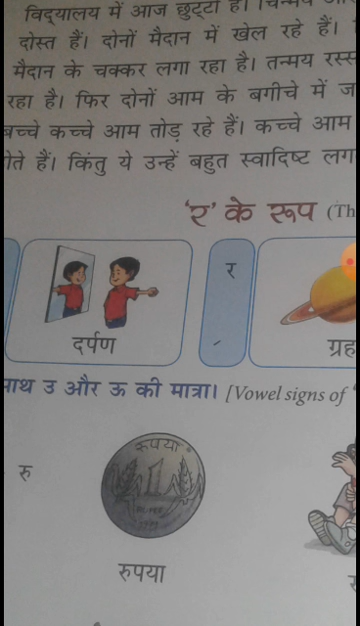 विद्यालय में आज छुट्टी है।
दोस्त हैं। दोनों मैदान में खेल रहे हैं।
मैदान के चक्कर लगा रहा है। तन्मय
रहा है। फिर दोनों आम के बगीचे में
बच्चे कच्चे आम तोड़ रहे हैं। कच्चे आम
हैं। किंतु ये उन्हें बहुत स्वादिष्ट
'र' के रूप
र
दर्पण
ग्रह
उ और ऊ की मात्रा। [Vowel signs of
रु
रुपया
1
रुपया